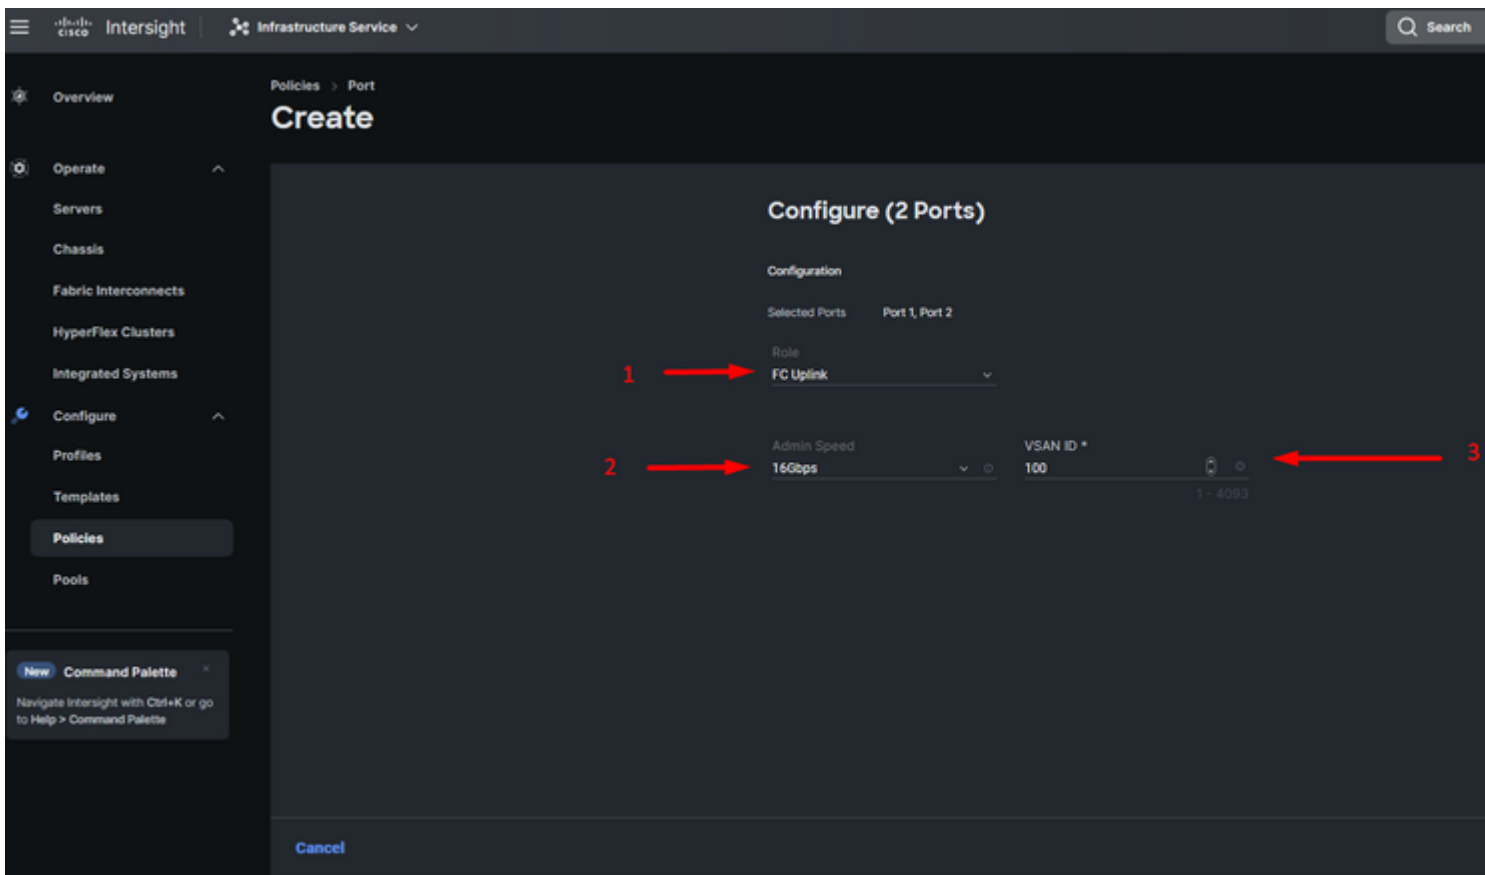 cisco Intersight Infrastructure Service Search
Overview
Policies > Port
Create
Operate
Servers
Chassis
Fabric Interconnects
HyperFlex Clusters
Integrated Systems
Configure
Profiles
Templates
Policies
Pools
New Command Palette ×
Navigate Intersight with Ctrl+K or go
to Help > Command Palette
Configure (2 Ports)
Configuration
Selected Ports Port 1, Port 2
Role
1 FC Uplink
Admin Speed VSAN ID *
2 16Gbps 100 3
1 - 4093
Cancel